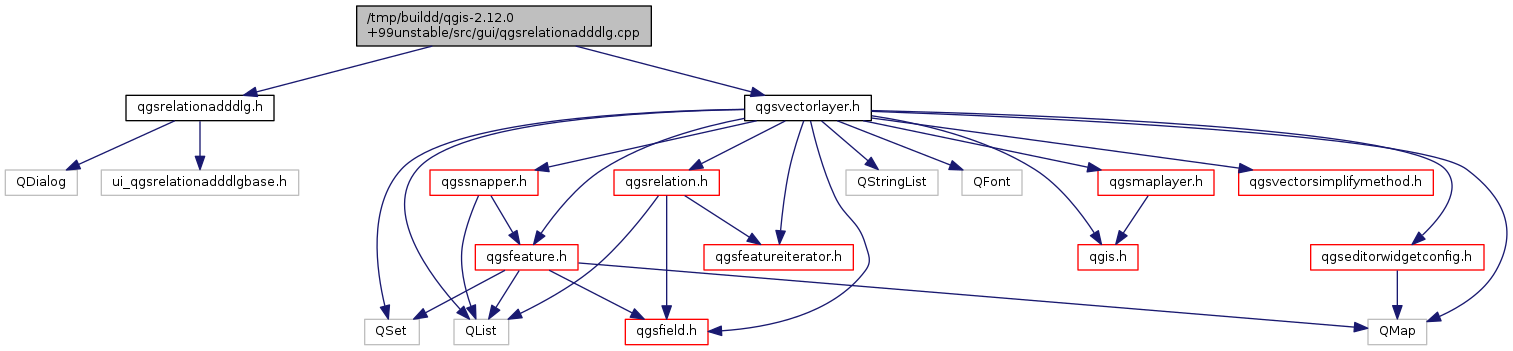 /tmp/buildd/qgis-2.12.0
+99unstable/src/gui/qgsrelationadddlg.cpp
qgsrelationadddlg.h
qgsvectorlayer.h
QDialog
ui_qgsrelationadddlgbase.h
qgssnapper.h
qgsrelation.h
QStringList
QFont
qgsmaplayer.h
qgsvectorsimplifymethod.h
qgsfeature.h
qgsfeatureiterator.h
qgis.h
qgseditorwidgetconfig.h
QSet
QList
qgsfield.h
QMap